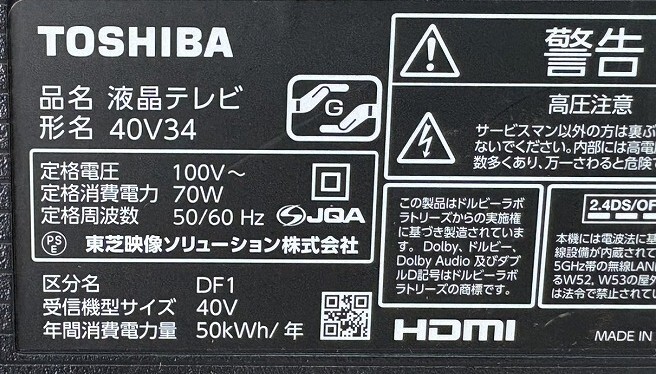 TOSHIBA
品名 液晶テレビ
形名 40V34
G
定格電圧 100V～
定格消費電力 70W
定格周波数 50/60 Hz
JQA
PS
E
東芝映像ソリューション株式会社
区分名 DF1
受信機型サイズ 40V
年間消費電力量 50kWh/年
警告
高圧注意
サービスマン以外の方は裏ぶ
ないでください。内部には高電
数多くあり、万一さわると危険で
この製品はドルビーラボ
ラトリーズからの実施権
に基づき製造されていま
す。Dolby、ドルビー、
Dolby Audio 及びダブ
ルD記号はドルビーラボ
ラトリーズの商標です。
2.4DS/OF
本機には電波法に基
線設備が内蔵されて
5GHz帯の無線LAN
るW52, W53の屋外
は法令で禁止されてい
HDMI
MADE IN